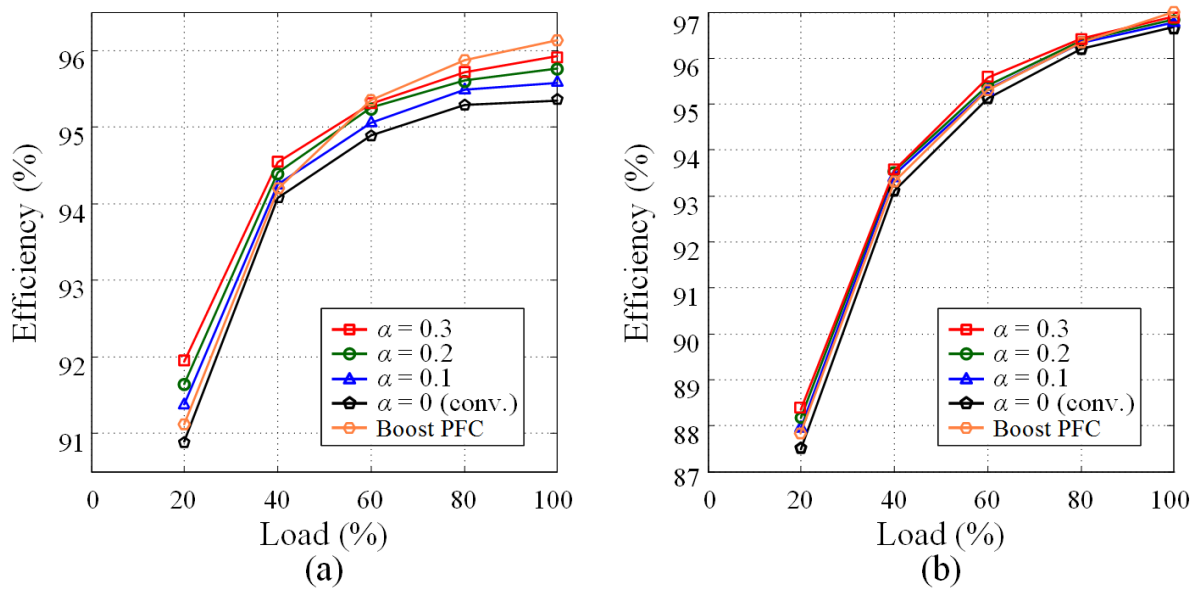 Efficiency (%)
96
95
94
93
92
91
0 20 40 60 80 100
Load (%)
α = 0.3
α = 0.2
α = 0.1
α = 0 (conv.)
Boost PFC
(a)
Efficiency (%)
97
96
95
94
93
92
91
90
89
88
87
0 20 40 60 80 100
Load (%)
α = 0.3
α = 0.2
α = 0.1
α = 0 (conv.)
Boost PFC
(b)